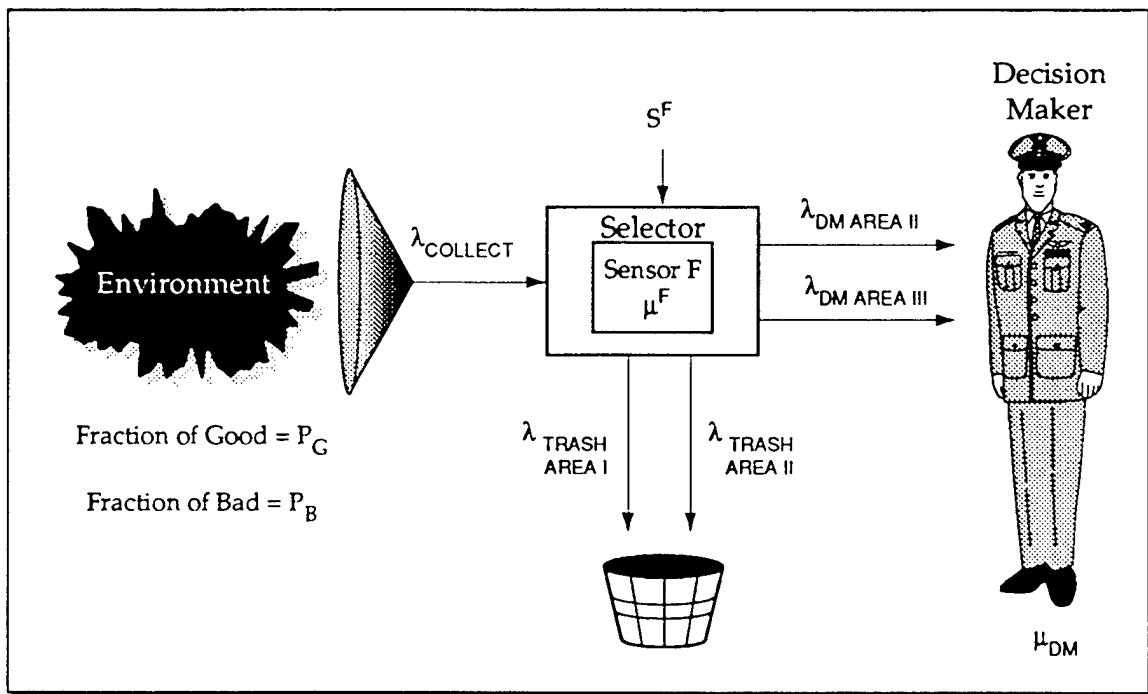 Decision
Maker
S^F
λ_DM AREA II
Selector
λ_COLLECT
Sensor F
Environment
λ_DM AREA III
μ^F
Fraction of Good = P_G
λ_TRASH AREA I
λ_TRASH AREA II
Fraction of Bad = P_B
μ_DM